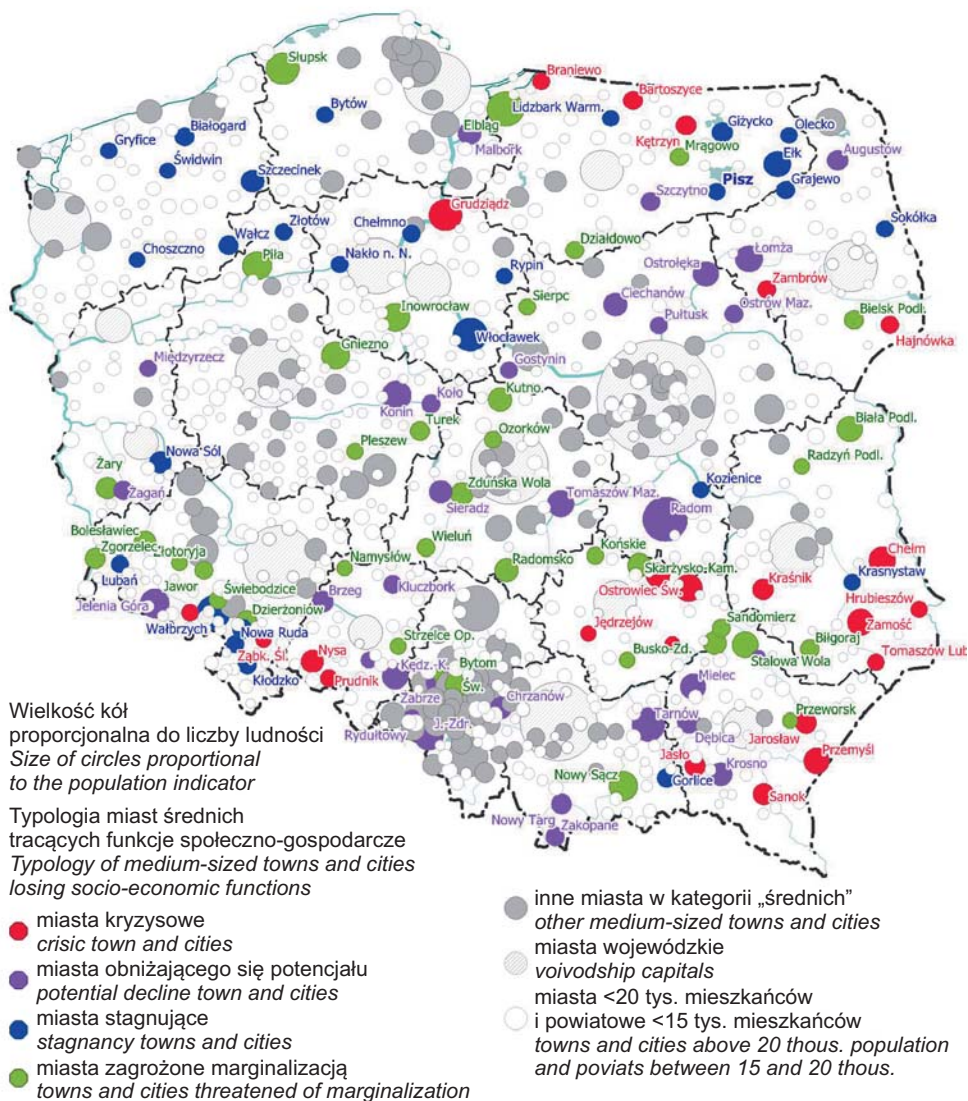 Słupsk
Braniewo
Bartoszyce
Lidzbark Warm.
Bytów
Giżycko
Olecko
Gryfice
Białogard
Elbląg
Malbork
Kętrzyn
Mrągowo
Ełk
Augustów
Świdwin
Szczecinek
Pisz
Szczytno
Grajewo
Grudziądz
Złotów
Chełmno
Sokółka
Choszczno
Wałcz
Piła
Nakło n. N.
Działdowo
Łomża
Rypin
Ostrołęka
Zambrów
Inowrocław
Sierpc
Ciechanów
Ostrów Maz.
Bielsk Podl.
Pułtusk
Włocławek
Hajnówka
Gniezno
Międzyrzecz
Gostynin
Kutno.
Koło
Konin
Turek
Ozorków
Biała Podl.
Pleszew
Radzyń Podl.
Nowa Sól
Żary
Zduńska Wola
Kozienice
Żagań
Sieradz
Tomaszów Maz.
Radom
Bolesławiec
Wieluń
Końskie
Zgorzelec
Złotoryja
Namysłów
Radomsko
Chełm
Lubań
Jawor
Skarżysko-Kam.
Krasnystaw
Świebodzice
Brzeg
Kluczbork
Ostrowiec Św.
Kraśnik
Jelenia Góra
Dzierżoniów
Hrubieszów
Wałbrzych
Nowa Ruda
Jędrzejów
Sandomierz
Zamość
Strzelce Op.
Ząbk. Śl.
Nysa
Busko-Zd.
Biłgoraj
Kłodzko
Kędz.-K.
Bytom
Stalowa Wola
Tomaszów Lub
Prudnik
Św.
Mielec
Zabrze
Chrzanów
Przeworsk
J.-Zdr.
Tarnów
Rydułtowy
Dębica
Jarosław
Jasło
Przemyśl
Nowy Sącz
Krosno
Gorlice
Sanok
Nowy Targ
Zakopane
Wielkość kół
proporcjonalna do liczby ludności
Size of circles proportional
to the population indicator
Typologia miast średnich
tracących funkcje społeczno-gospodarcze
Typology of medium-sized towns and cities
losing socio-economic functions
miasta kryzysowe
crisic town and cities
miasta obniżającego się potencjału
potential decline town and cities
miasta stagnujące
stagnancy towns and cities
miasta zagrożone marginalizacją
towns and cities threatened of marginalization
inne miasta w kategorii „średnich”
other medium-sized towns and cities
miasta wojewódzkie
voivodship capitals
miasta <20 tys. mieszkańców
i powiatowe <15 tys. mieszkańców
towns and cities above 20 thous. population
and poviats between 15 and 20 thous.